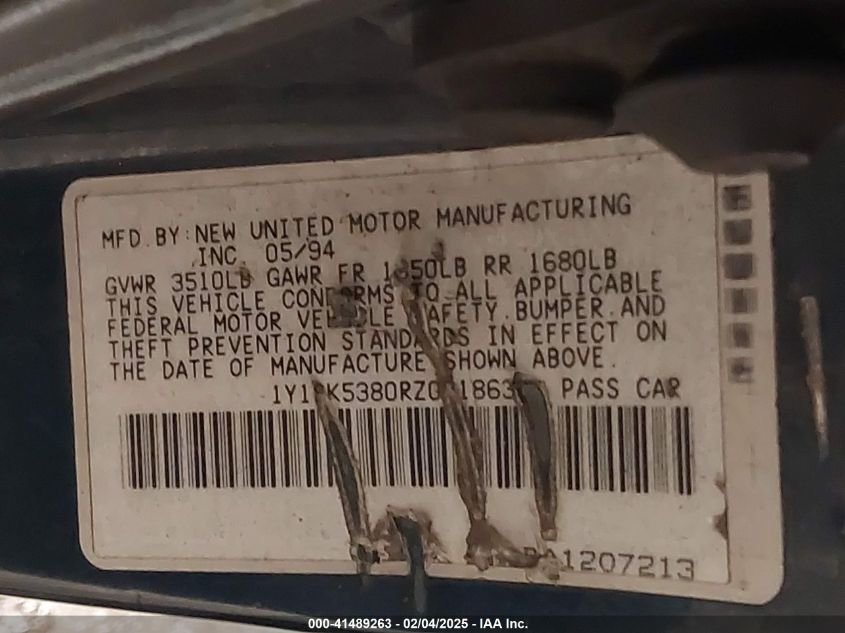 MFD. BY: NEW UNITED MOTOR MANUFACTURING
INC. 05/94
GVWR 3510LB GAWR FR RR 1680LB
THIS VEHICLE CONFORMS TO ALL APPLICABLE
FEDERAL MOTOR VEHICLE SAFETY, BUMPER, AND
THEFT PREVENTION STANDARDS IN EFFECT ON
THE DATE OF MANUFACTURE SHOWN ABOVE.
PASS CAR
000-41489263 - 02/04/2025 - IAA Inc.